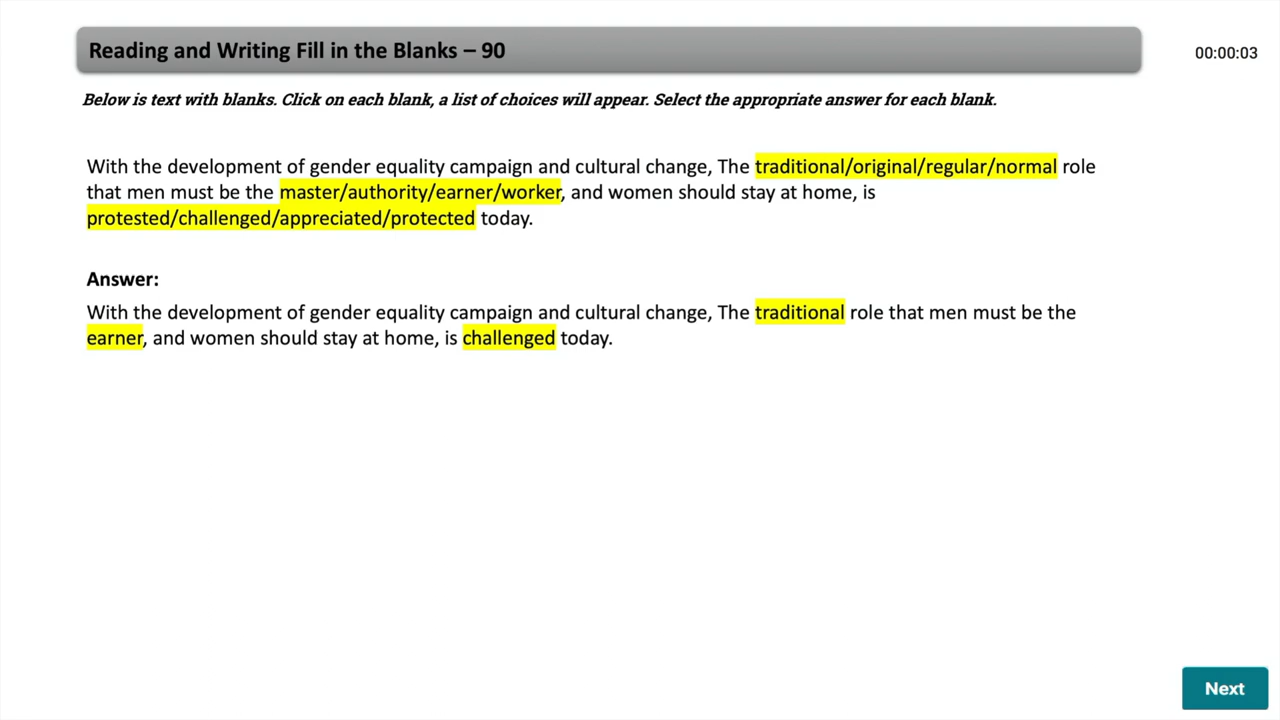 Reading and Writing Fill in the Blanks – 90
00:00:03
Below is text with blanks. Click on each blank, a list of choices will appear. Select the appropriate answer for each blank.
With the development of gender equality campaign and cultural change, The traditional/original/regular/normal role
that men must be the master/authority/earner/worker, and women should stay at home, is
protested/challenged/appreciated/protected today.
Answer:
With the development of gender equality campaign and cultural change, The traditional role that men must be the
earner, and women should stay at home, is challenged today.
Next